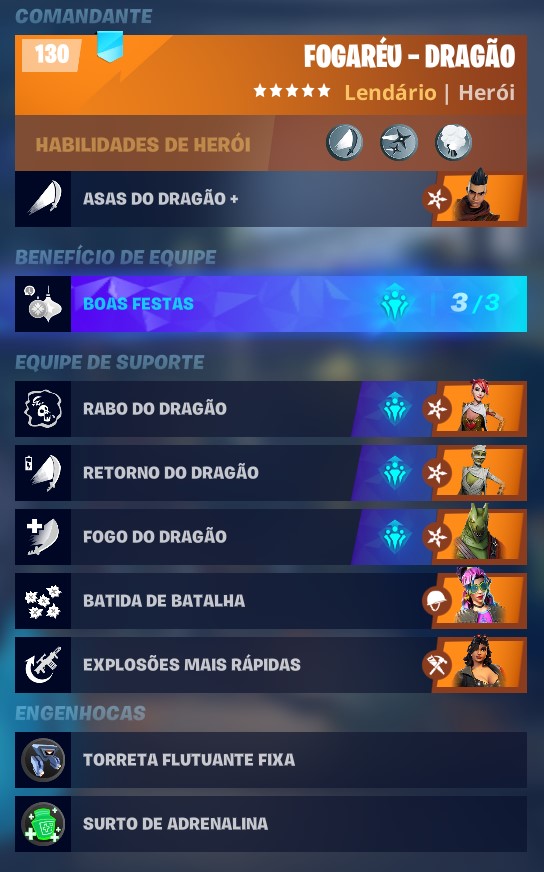 COMANDANTE
130
FOGARÉU - DRAGÃO
Lendário | Herói
HABILIDADES DE HERÓI
ASAS DO DRAGÃO +
BENEFÍCIO DE EQUIPE
BOAS FESTAS 3/3
EQUIPE DE SUPORTE
RABO DO DRAGÃO
RETORNO DO DRAGÃO
FOGO DO DRAGÃO
BATIDA DE BATALHA
EXPLOSÕES MAIS RÁPIDAS
ENGENHOCAS
TORRETA FLUTUANTE FIXA
SURTO DE ADRENALINA